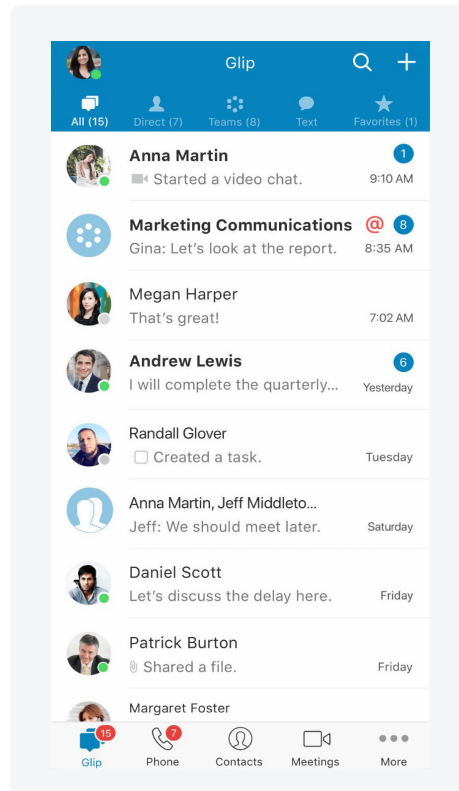 Glip
All (15)
Direct (7)
Teams (8)
Text
Favorites (1)
Anna Martin
1
Started a video chat.
9:10 AM
Marketing Communications
@
8
Gina: Let's look at the report.
8:35 AM
Megan Harper
That's great!
7:02 AM
Andrew Lewis
6
I will complete the quarterly...
Yesterday
Randall Glover
Created a task.
Tuesday
Anna Martin, Jeff Middleto...
Jeff: We should meet later.
Saturday
Daniel Scott
Let's discuss the delay here.
Friday
Patrick Burton
Shared a file.
Friday
Margaret Foster
15
7
Glip
Phone
Contacts
Meetings
More